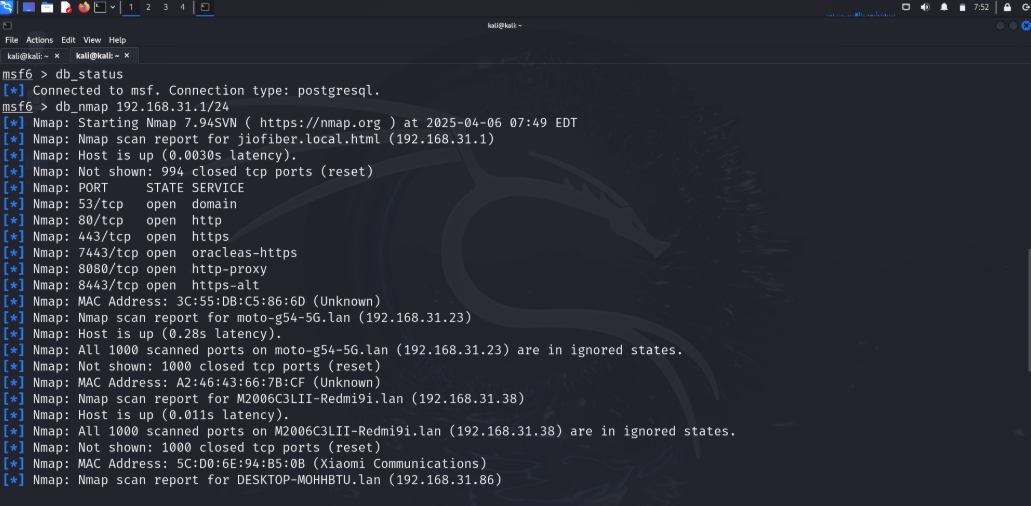 1 2 3 4
7:52
kali@kali: ~
File Actions Edit View Help
kali@kali: ~ × kali@kali: ~ ×
msf6 > db_status
[*] Connected to msf. Connection type: postgresql.
msf6 > db_nmap 192.168.31.1/24
[*] Nmap: Starting Nmap 7.94SVN ( https://nmap.org ) at 2025-04-06 07:49 EDT
[*] Nmap: Nmap scan report for jiofiber.local.html (192.168.31.1)
[*] Nmap: Host is up (0.0030s latency).
[*] Nmap: Not shown: 994 closed tcp ports (reset)
[*] Nmap: PORT     STATE SERVICE
[*] Nmap: 53/tcp   open  domain
[*] Nmap: 80/tcp   open  http
[*] Nmap: 443/tcp  open  https
[*] Nmap: 7443/tcp open  oracleas-https
[*] Nmap: 8080/tcp open  http-proxy
[*] Nmap: 8443/tcp open  https-alt
[*] Nmap: MAC Address: 3C:55:DB:C5:86:6D (Unknown)
[*] Nmap: Nmap scan report for moto-g54-5G.lan (192.168.31.23)
[*] Nmap: Host is up (0.28s latency).
[*] Nmap: All 1000 scanned ports on moto-g54-5G.lan (192.168.31.23) are in ignored states.
[*] Nmap: Not shown: 1000 closed tcp ports (reset)
[*] Nmap: MAC Address: A2:46:43:66:7B:CF (Unknown)
[*] Nmap: Nmap scan report for M2006C3LII-Redmi9i.lan (192.168.31.38)
[*] Nmap: Host is up (0.011s latency).
[*] Nmap: All 1000 scanned ports on M2006C3LII-Redmi9i.lan (192.168.31.38) are in ignored states.
[*] Nmap: Not shown: 1000 closed tcp ports (reset)
[*] Nmap: MAC Address: 5C:D0:6E:94:B5:0B (Xiaomi Communications)
[*] Nmap: Nmap scan report for DESKTOP-MOHHBTU.lan (192.168.31.86)